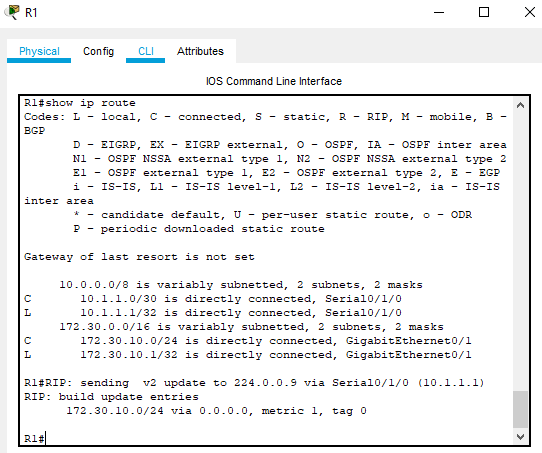 R1
Physical Config CLI Attributes
IOS Command Line Interface
R1#show ip route
Codes: L - local, C - connected, S - static, R - RIP, M - mobile, B -
BGP
D - EIGRP, EX - EIGRP external, O - OSPF, IA - OSPF inter area
N1 - OSPF NSSA external type 1, N2 - OSPF NSSA external type 2
E1 - OSPF external type 1, E2 - OSPF external type 2, E - EGP
i - IS-IS, L1 - IS-IS level-1, L2 - IS-IS level-2, ia - IS-IS
inter area
* - candidate default, U - per-user static route, o - ODR
P - periodic downloaded static route
Gateway of last resort is not set
10.0.0.0/8 is variably subnetted, 2 subnets, 2 masks
C 10.1.1.0/30 is directly connected, Serial0/1/0
L 10.1.1.1/32 is directly connected, Serial0/1/0
172.30.0.0/16 is variably subnetted, 2 subnets, 2 masks
C 172.30.10.0/24 is directly connected, GigabitEthernet0/1
L 172.30.10.1/32 is directly connected, GigabitEthernet0/1
R1#RIP: sending  v2 update to 224.0.0.9 via Serial0/1/0 (10.1.1.1)
RIP: build update entries
172.30.10.0/24 via 0.0.0.0, metric 1, tag 0
R1#